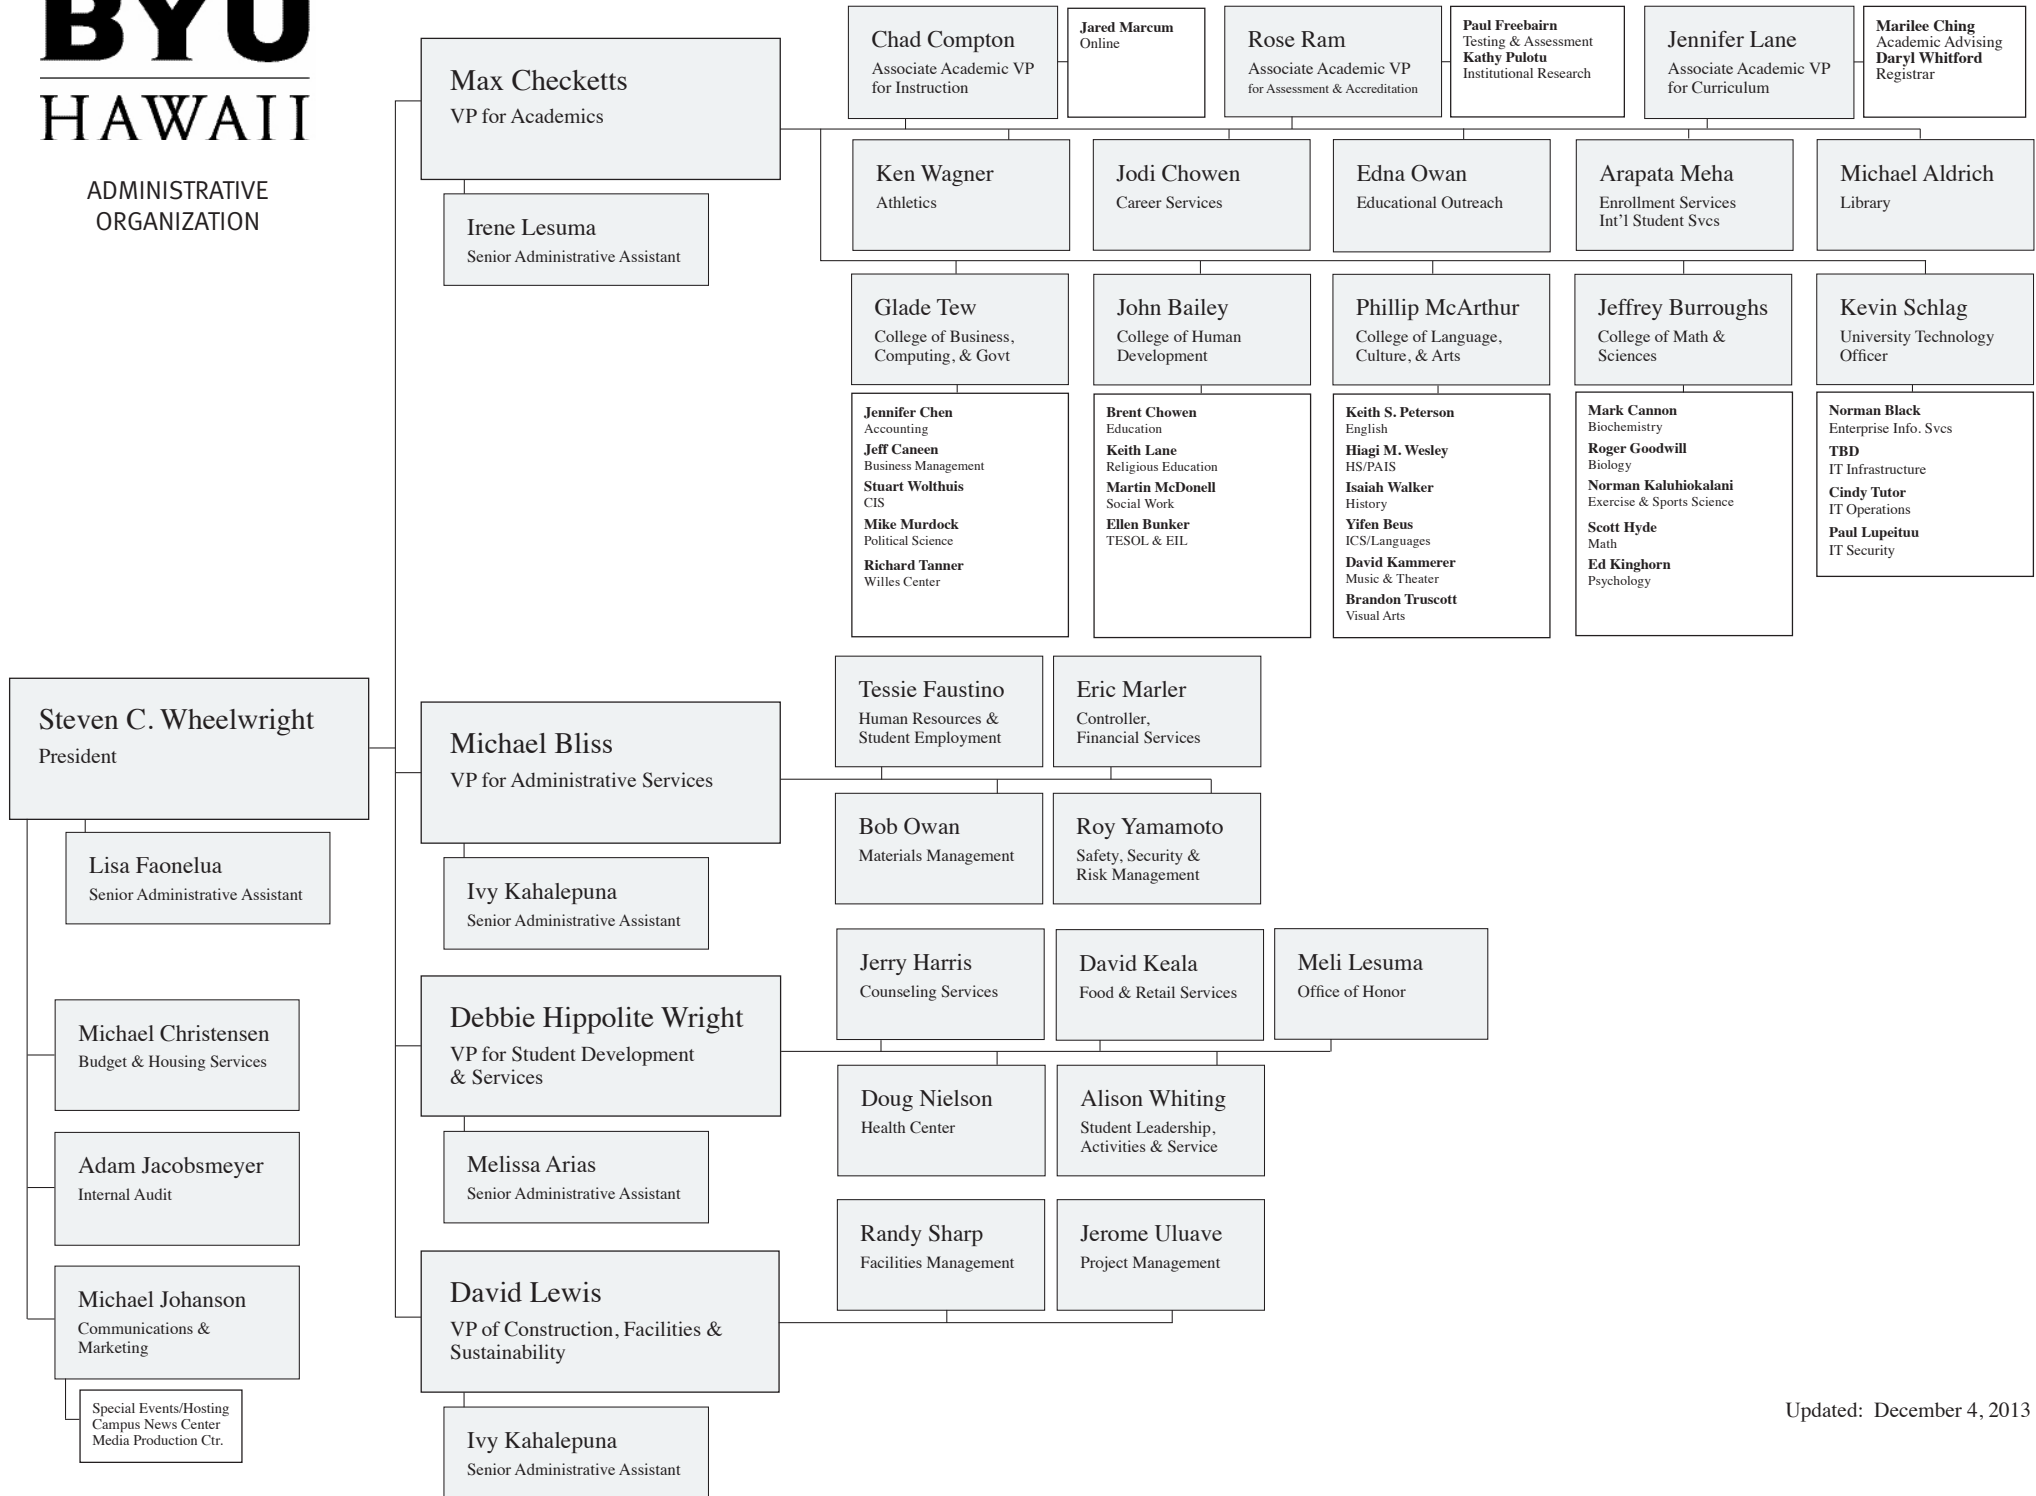 BYU
HAWAII
ADMINISTRATIVE
ORGANIZATION
Max Checketts
VP for Academics
Irene Lesuma
Senior Administrative Assistant
Chad Compton
Associate Academic VP
for Instruction
Jared Marcum
Online
Rose Ram
Associate Academic VP
for Assessment & Accreditation
Paul Freebairn
Testing & Assessment
Kathy Pulotu
Institutional Research
Jennifer Lane
Associate Academic VP
for Curriculum
Marilee Ching
Academic Advising
Daryl Whitford
Registrar
Ken Wagner
Athletics
Jodi Chowen
Career Services
Edna Owan
Educational Outreach
Arapata Meha
Enrollment Services
Int’l Student Svcs
Michael Aldrich
Library
Glade Tew
College of Business,
Computing, & Govt
John Bailey
College of Human
Development
Phillip McArthur
College of Language,
Culture, & Arts
Jeffrey Burroughs
College of Math &
Sciences
Kevin Schlag
University Technology
Officer
Jennifer Chen
Accounting
Jeff Caneen
Business Management
Stuart Wolthuis
CIS
Mike Murdock
Political Science
Richard Tanner
Willes Center
Brent Chowen
Education
Keith Lane
Religious Education
Martin McDonell
Social Work
Ellen Bunker
TESOL & EIL
Keith S. Peterson
English
Hiagi M. Wesley
HS/PAIS
Isaiah Walker
History
Yifen Beus
ICS/Languages
David Kammerer
Music & Theater
Brandon Truscott
Visual Arts
Mark Cannon
Biochemistry
Roger Goodwill
Biology
Norman Kaluhiokalani
Exercise & Sports Science
Scott Hyde
Math
Ed Kinghorn
Psychology
Norman Black
Enterprise Info. Svcs
TBD
IT Infrastructure
Cindy Tutor
IT Operations
Paul Lupeituu
IT Security
Steven C. Wheelwright
President
Lisa Faonelua
Senior Administrative Assistant
Michael Christensen
Budget & Housing Services
Adam Jacobsmeyer
Internal Audit
Michael Johanson
Communications &
Marketing
Special Events/Hosting
Campus News Center
Media Production Ctr.
Michael Bliss
VP for Administrative Services
Ivy Kahalepuna
Senior Administrative Assistant
Tessie Faustino
Human Resources &
Student Employment
Eric Marler
Controller,
Financial Services
Bob Owan
Materials Management
Roy Yamamoto
Safety, Security &
Risk Management
Debbie Hippolite Wright
VP for Student Development
& Services
Melissa Arias
Senior Administrative Assistant
Jerry Harris
Counseling Services
David Keala
Food & Retail Services
Meli Lesuma
Office of Honor
Doug Nielson
Health Center
Alison Whiting
Student Leadership,
Activities & Service
David Lewis
VP of Construction, Facilities &
Sustainability
Ivy Kahalepuna
Senior Administrative Assistant
Randy Sharp
Facilities Management
Jerome Uluave
Project Management
Updated: December 4, 2013